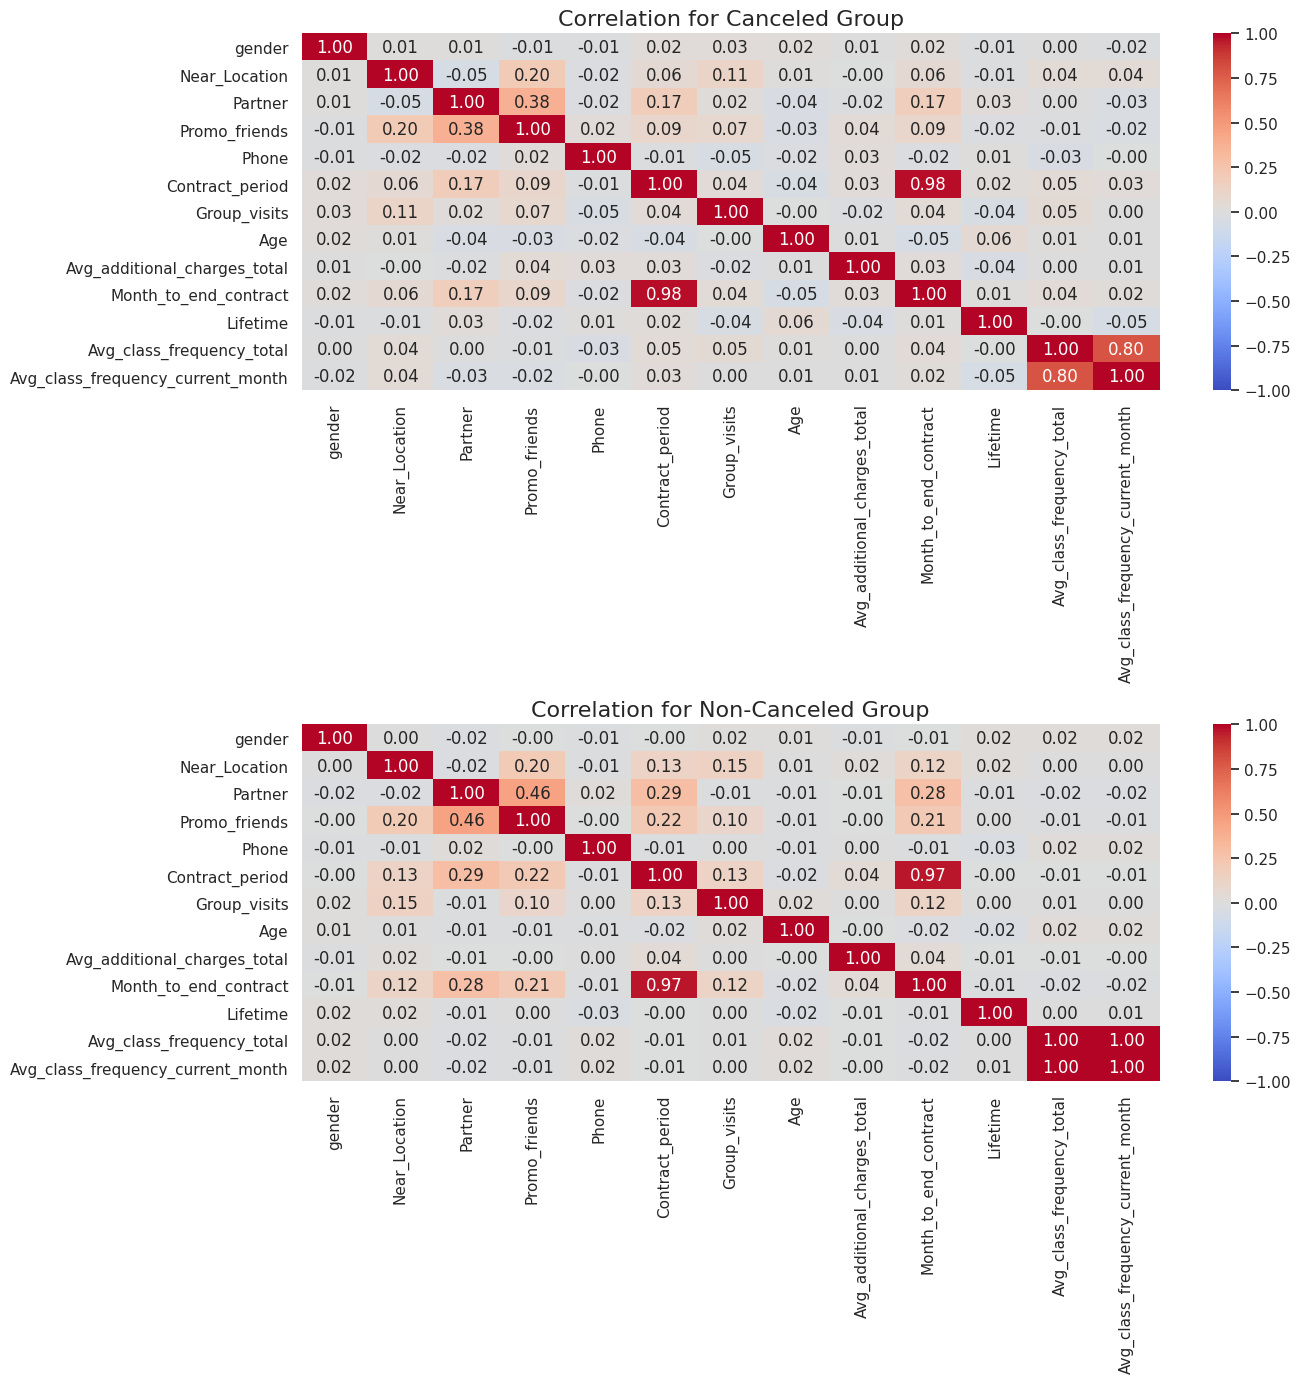 Correlation for Canceled Group
gender 1.00 0.01 0.01 -0.01 -0.01 0.02 0.03 0.02 0.01 0.02 -0.01 0.00 -0.02
Near_Location 0.01 1.00 -0.05 0.20 -0.02 0.06 0.11 0.01 -0.00 0.06 -0.01 0.04 0.04
Partner 0.01 -0.05 1.00 0.38 -0.02 0.17 0.02 -0.04 -0.02 0.17 0.03 0.00 -0.03
Promo_friends -0.01 0.20 0.38 1.00 0.02 0.09 0.07 -0.03 0.04 0.09 -0.02 -0.01 -0.02
Phone -0.01 -0.02 -0.02 0.02 1.00 -0.01 -0.05 -0.02 0.03 -0.02 0.01 -0.03 -0.00
Contract_period 0.02 0.06 0.17 0.09 -0.01 1.00 0.04 -0.04 0.03 0.98 0.02 0.05 0.03
Group_visits 0.03 0.11 0.02 0.07 -0.05 0.04 1.00 -0.00 -0.02 0.04 -0.04 0.05 0.00
Age 0.02 0.01 -0.04 -0.03 -0.02 -0.04 -0.00 1.00 0.01 -0.05 0.06 0.01 0.01
Avg_additional_charges_total 0.01 -0.00 -0.02 0.04 0.03 0.03 -0.02 0.01 1.00 0.03 -0.04 0.00 0.01
Month_to_end_contract 0.02 0.06 0.17 0.09 -0.02 0.98 0.04 -0.05 0.03 1.00 0.01 0.04 0.02
Lifetime -0.01 -0.01 0.03 -0.02 0.01 0.02 -0.04 0.06 -0.04 0.01 1.00 -0.00 -0.05
Avg_class_frequency_total 0.00 0.04 0.00 -0.01 -0.03 0.05 0.05 0.01 0.00 0.04 -0.00 1.00 0.80
Avg_class_frequency_current_month -0.02 0.04 -0.03 -0.02 -0.00 0.03 0.00 0.01 0.01 0.02 -0.05 0.80 1.00
gender
Near_Location
Partner
Promo_friends
Phone
Contract_period
Group_visits
Age
Avg_additional_charges_total
Month_to_end_contract
Lifetime
Avg_class_frequency_total
Avg_class_frequency_current_month
1.00
0.75
0.50
0.25
0.00
−0.25
−0.50
−0.75
−1.00
Correlation for Non-Canceled Group
gender 1.00 0.00 -0.02 -0.00 -0.01 -0.00 0.02 0.01 -0.01 -0.01 0.02 0.02 0.02
Near_Location 0.00 1.00 -0.02 0.20 -0.01 0.13 0.15 0.01 0.02 0.12 0.02 0.00 0.00
Partner -0.02 -0.02 1.00 0.46 0.02 0.29 -0.01 -0.01 -0.01 0.28 -0.01 -0.02 -0.02
Promo_friends -0.00 0.20 0.46 1.00 -0.00 0.22 0.10 -0.01 -0.00 0.21 0.00 -0.01 -0.01
Phone -0.01 -0.01 0.02 -0.00 1.00 -0.01 0.00 -0.01 0.00 -0.01 -0.03 0.02 0.02
Contract_period -0.00 0.13 0.29 0.22 -0.01 1.00 0.13 -0.02 0.04 0.97 -0.00 -0.01 -0.01
Group_visits 0.02 0.15 -0.01 0.10 0.00 0.13 1.00 0.02 0.00 0.12 0.00 0.01 0.00
Age 0.01 0.01 -0.01 -0.01 -0.01 -0.02 0.02 1.00 -0.00 -0.02 -0.02 0.02 0.02
Avg_additional_charges_total -0.01 0.02 -0.01 -0.00 0.00 0.04 0.00 -0.00 1.00 0.04 -0.01 -0.01 -0.00
Month_to_end_contract -0.01 0.12 0.28 0.21 -0.01 0.97 0.12 -0.02 0.04 1.00 -0.01 -0.02 -0.02
Lifetime 0.02 0.02 -0.01 0.00 -0.03 -0.00 0.00 -0.02 -0.01 -0.01 1.00 0.00 0.01
Avg_class_frequency_total 0.02 0.00 -0.02 -0.01 0.02 -0.01 0.01 0.02 -0.01 -0.02 0.00 1.00 1.00
Avg_class_frequency_current_month 0.02 0.00 -0.02 -0.01 0.02 -0.01 0.00 0.02 -0.00 -0.02 0.01 1.00 1.00
gender
Near_Location
Partner
Promo_friends
Phone
Contract_period
Group_visits
Age
Avg_additional_charges_total
Month_to_end_contract
Lifetime
Avg_class_frequency_total
Avg_class_frequency_current_month
1.00
0.75
0.50
0.25
0.00
−0.25
−0.50
−0.75
−1.00